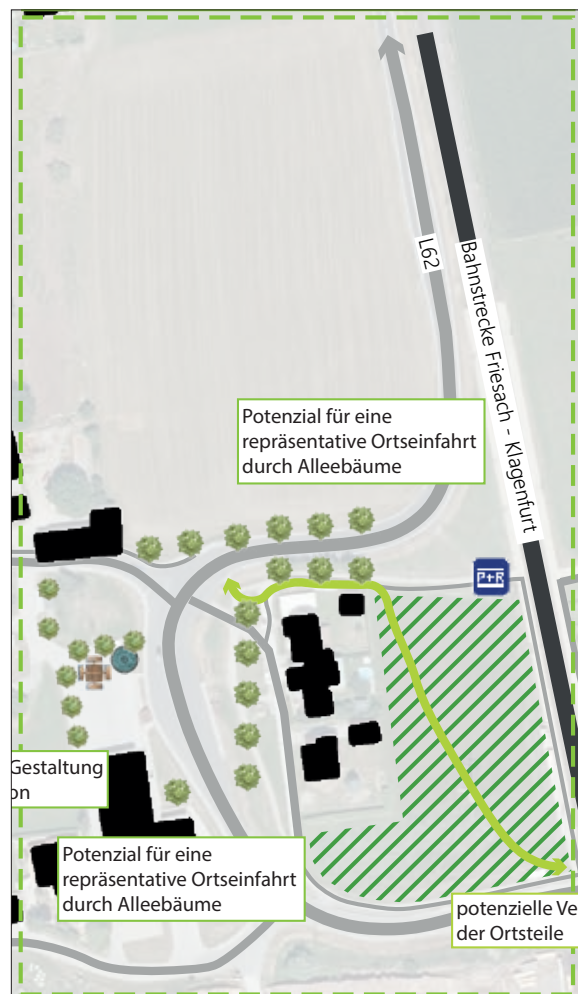 L62
Bahnstrecke Friesach - Klagenfurt
Potenzial für eine
repräsentative Ortseinfahrt
durch Alleebäume
P+R
Gestaltung
on
Potenzial für eine
repräsentative Ortseinfahrt
durch Alleebäume
potenzielle Ve
der Ortsteile